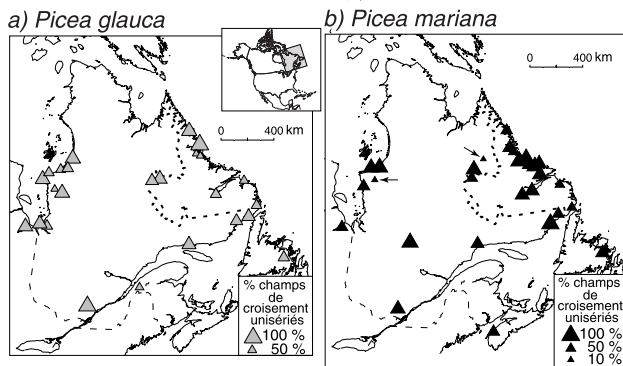 a) Picea glauca
0 400 km
% champs
de
croisement
unisériés
100 %
50 %
b) Picea mariana
0 400 km
% champs
de
croisement
unisériés
100 %
50 %
10 %